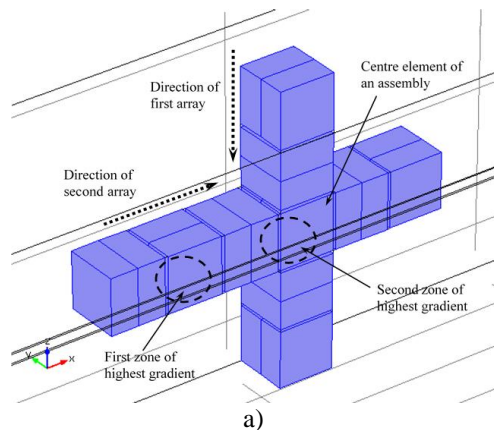 Direction of
first array
Centre element of
an assembly
Direction of
second array
Second zone of
highest gradient
First zone of
highest gradient
z
y
x
a)